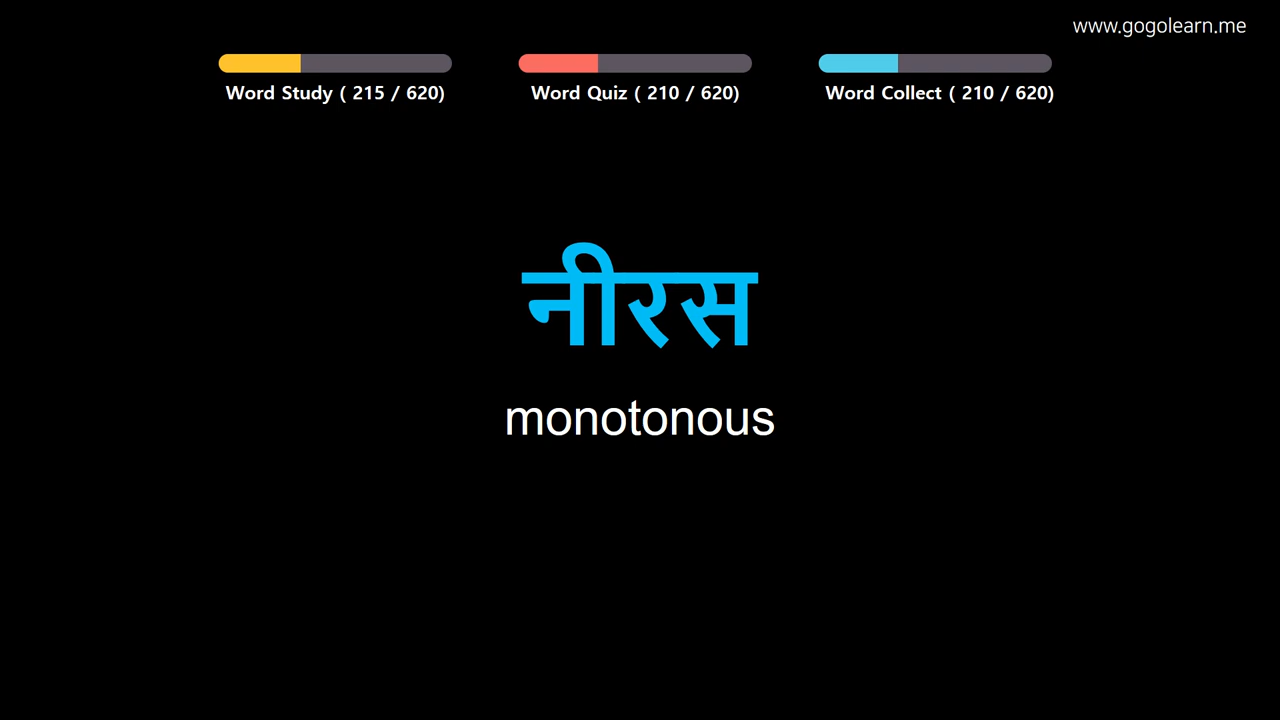 www.gogolearn.me
Word Study ( 215 / 620)
Word Quiz ( 210 / 620)
Word Collect ( 210 / 620)
नीरस
monotonous